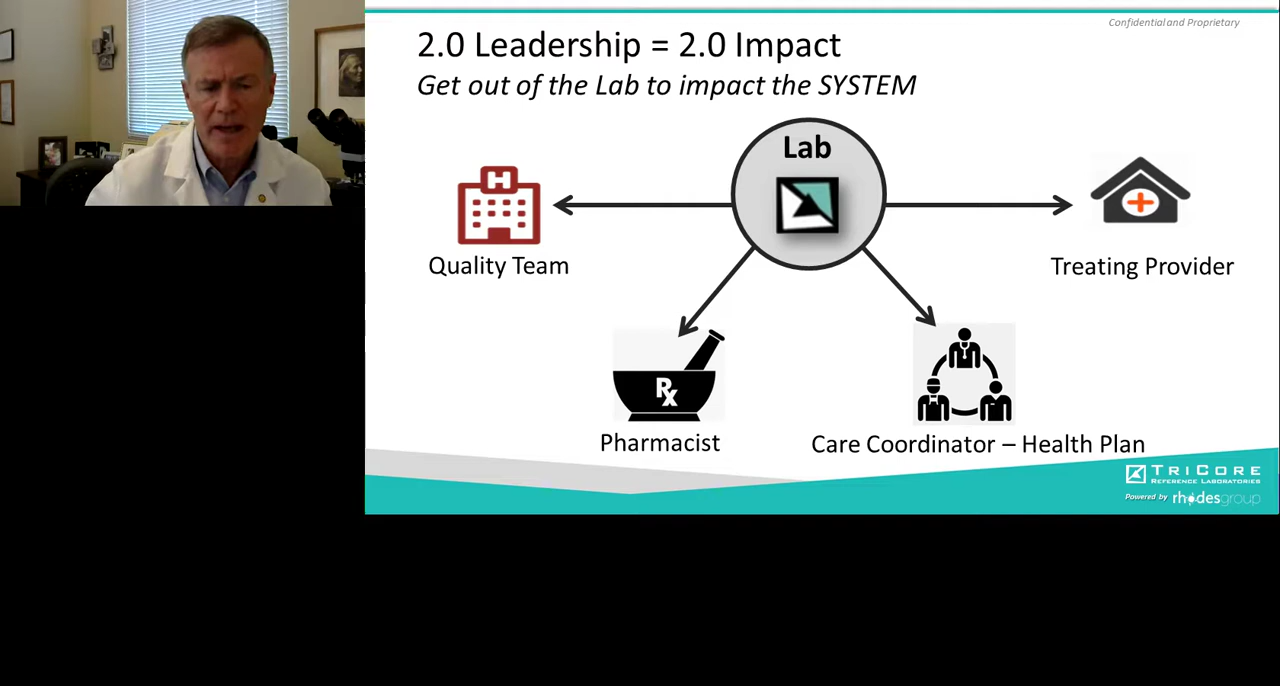 Confidential and Proprietary
2.0 Leadership = 2.0 Impact
Get out of the Lab to impact the SYSTEM
Lab
H
Quality Team
Treating Provider
Rx
Pharmacist
Care Coordinator – Health Plan
TRICORE
REFERENCE LABORATORIES
Powered by rhodesgroup